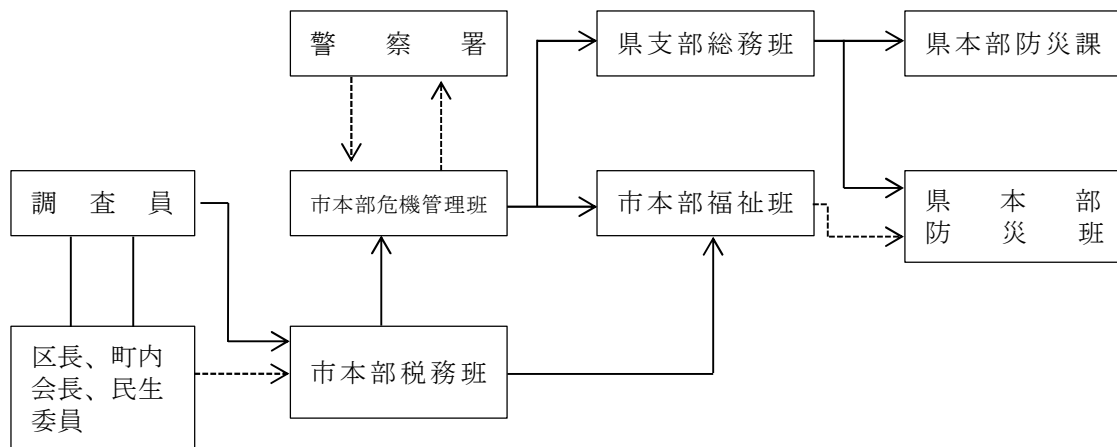 警察署
県支部総務班
県本部防災課
調査員
市本部危機管理班
市本部福祉班
県本部
防災班
区長、町内
会長、民生
委員
市本部税務班